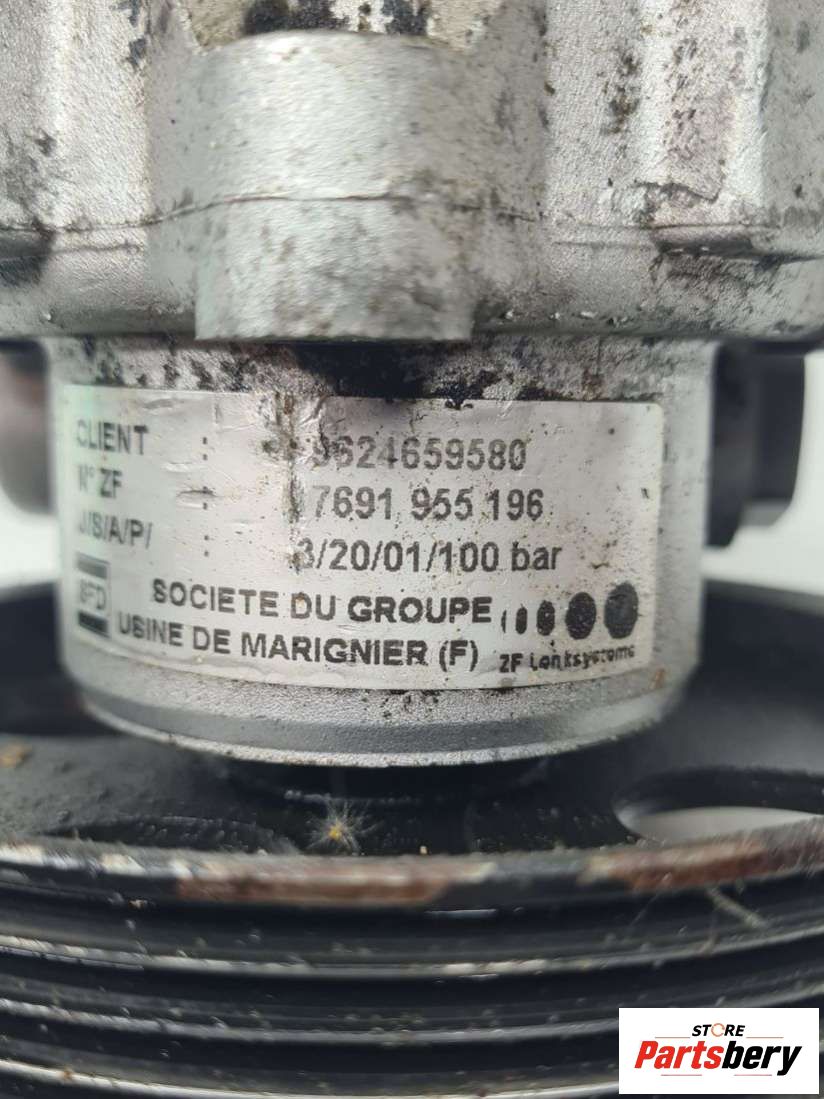 CLIENT : 9624659580
N° ZF : 7691 955 196
J/S/A/P/ : 3/20/01/100 bar
SFD SOCIETE DU GROUPE
USINE DE MARIGNIER (F) ZF Lenksysteme
STORE
Partsbery